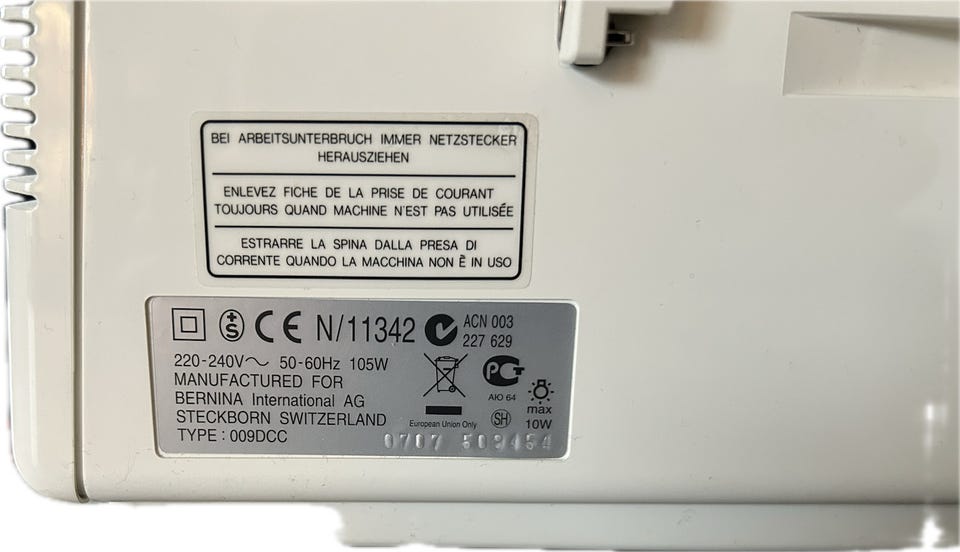 BEI ARBEITSUNTERBRUCH IMMER NETZSTECKER
HERAUSZIEHEN
ENLEVEZ FICHE DE LA PRISE DE COURANT
TOUJOURS QUAND MACHINE N'EST PAS UTILISÉE
ESTRARRE LA SPINA DALLA PRESA DI
CORRENTE QUANDO LA MACCHINA NON È IN USO
+S CE N/11342 ACN 003
227 629
220-240V~ 50-60Hz 105W
MANUFACTURED FOR
BERNINA International AG
STECKBORN SWITZERLAND
TYPE : 009DCC
PCT
AIO 64
European Union Only
SH
max
10W
0707